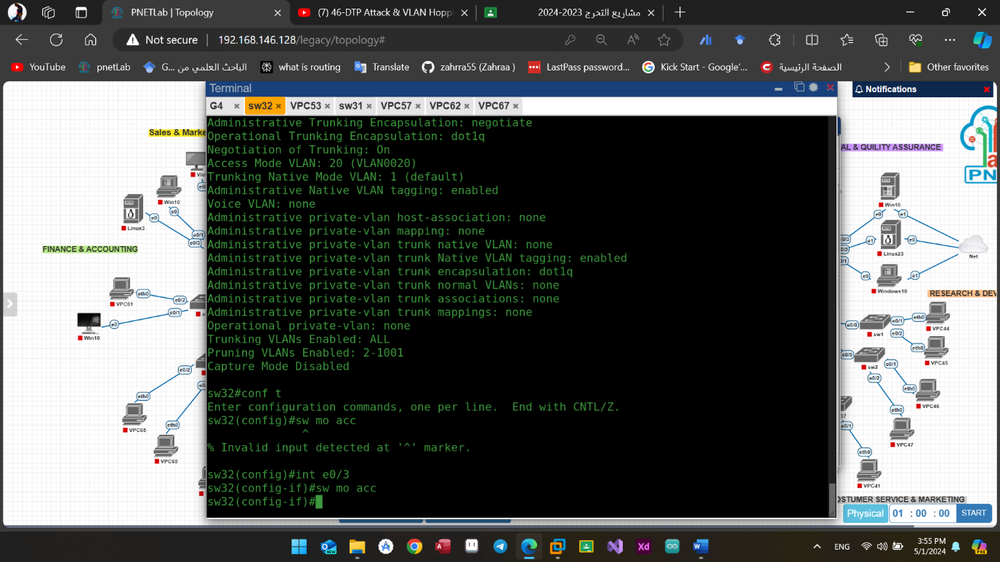 PNETLab | Topology
(7) 46-DTP Attack & VLAN Hoppi
مشاريع التخرج 2023-2024
Not secure
192.168.146.128/legacy/topology#
YouTube
pnetLab
الباحث العلمي من ...G
what is routing
Translate
zahrra55 (Zahraa )
LastPass password...
Kick Start - Google'...
الصفحة الرئيسية
Other favorites
Terminal
Notifications
G4
sw32
VPC53
sw31
VPC57
VPC62
VPC67
Administrative Trunking Encapsulation: negotiate
Operational Trunking Encapsulation: dot1q
Negotiation of Trunking: On
Access Mode VLAN: 20 (VLAN0020)
Trunking Native Mode VLAN: 1 (default)
Administrative Native VLAN tagging: enabled
Voice VLAN: none
Administrative private-vlan host-association: none
Administrative private-vlan mapping: none
Administrative private-vlan trunk native VLAN: none
Administrative private-vlan trunk Native VLAN tagging: enabled
Administrative private-vlan trunk encapsulation: dot1q
Administrative private-vlan trunk normal VLANs: none
Administrative private-vlan trunk associations: none
Administrative private-vlan trunk mappings: none
Operational private-vlan: none
Trunking VLANs Enabled: ALL
Pruning VLANs Enabled: 2-1001
Capture Mode Disabled
sw32#conf t
Enter configuration commands, one per line.  End with CNTL/Z.
sw32(config)#sw mo acc
^
% Invalid input detected at '^' marker.
sw32(config)#int e0/3
sw32(config-if)#sw mo acc
sw32(config-if)#
Sales & Marke
Win10
e0
Linux3
e0
e0/1
e0/3
FINANCE & ACCOUNTING
VPC61
eth0
e0/2
e0/1
Win10
e0
e0/2
eth0
VPC65
eth0
VPC60
AL & QUILITY ASSURANCE
PN
Win10
e0
e1
e1
e0
Linux23
Net
e0
e1
Windows10
RESEARCH & DEV
e0/0
sw1
e0/1
eth0
VPC44
e0/2
eth0
VPC45
e0/0
sw2
e0/1
e0/2
eth0
VPC46
eth0
VPC47
e0/1
eth0
VPC41
OSTUMER SERVICE & MARKETING
Physical
01 : 00 : 00
START
ENG
3:55 PM
5/1/2024